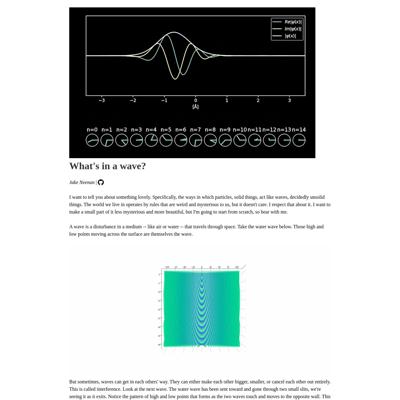 Re[ψ(x)]
Im[ψ(x)]
|ψ(x)|
−3 −2 −1 0 1 2 3
[Å]
n=0 n=1 n=2 n=3 n=4 n=5 n=6 n=7 n=8 n=9 n=10 n=11 n=12 n=13 n=14
What's in a wave?
Jake Neenan |
I want to tell you about something lovely. Specifically, the ways in which particles, solid things, act like waves, decidedly unsolid
things. The world we live in operates by rules that are weird and mysterious to us, but it doesn't care. I respect that about it. I want to
make a small part of it less mysterious and more beautiful, but I'm going to start from scratch, so bear with me.
A wave is a disturbance in a medium -- like air or water -- that travels through space. Take the water wave below. Those high and
low points moving across the surface are themselves the wave.
But sometimes, waves can get in each others' way. They can either make each other bigger, smaller, or cancel each other out entirely.
This is called interference. Look at the next wave. The water wave has been sent toward and gone through two small slits, we're
seeing it as it exits. Notice the pattern of high and low points that forms as the two waves touch and moves to the opposite wall. This